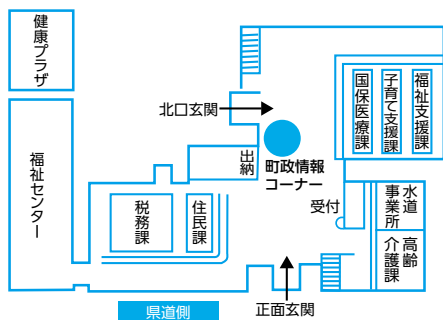 健康プラザ
北口玄関
国保医療課
子育て支援課
福祉支援課
福祉センター
出納
町政情報
コーナー
税務課
住民課
受付
水道
事業所
高齢
介護課
県道側
正面玄関